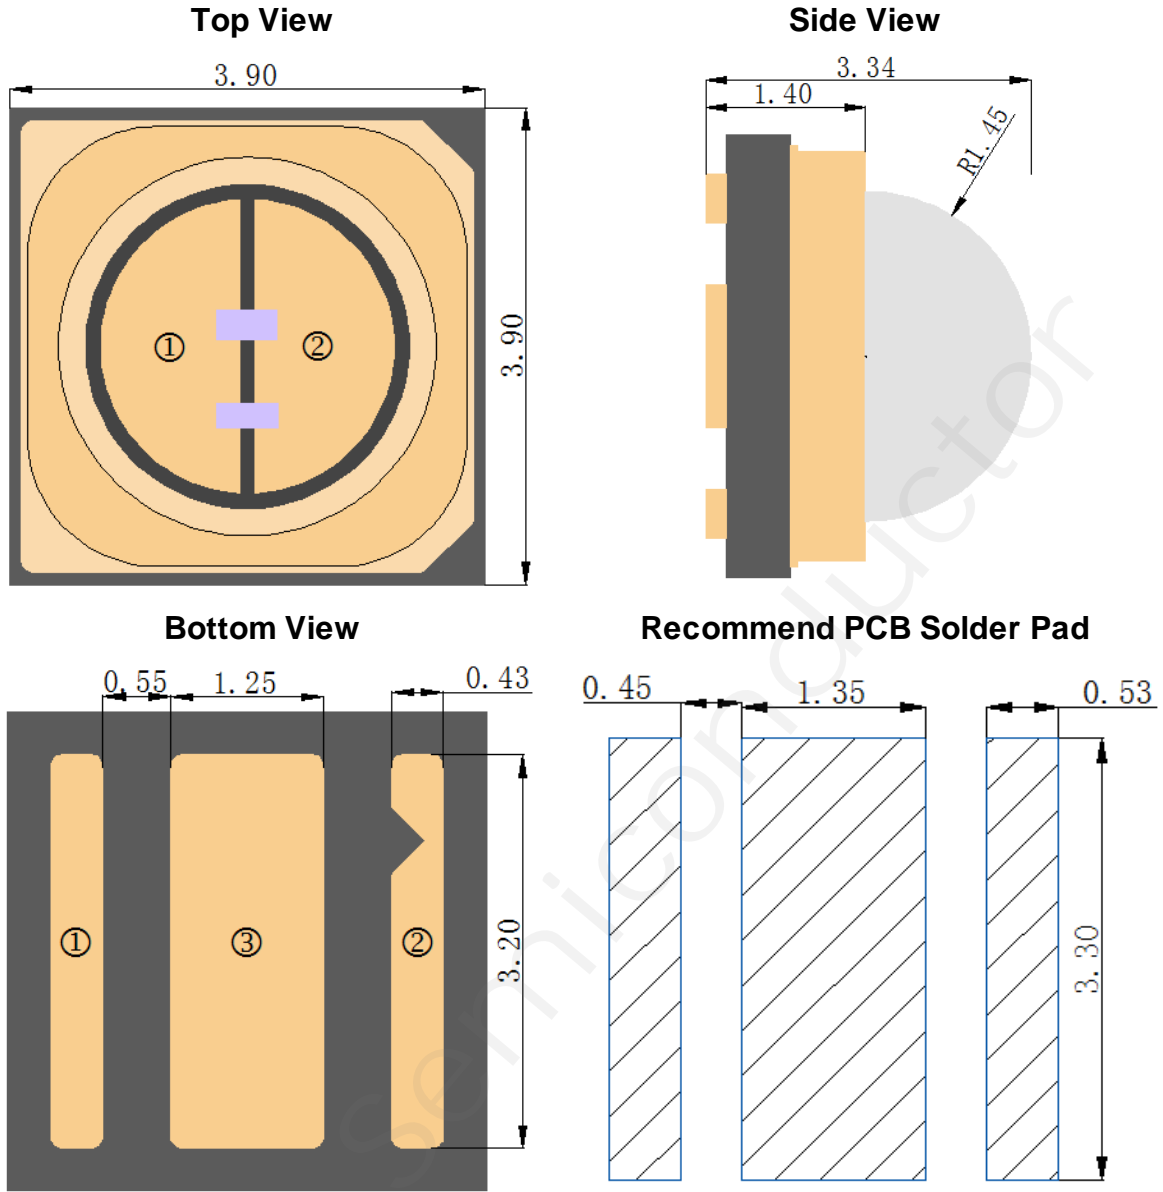 Top View
Side View
3.90
3.34
1.40
R1.45
3.90
①
②
Bottom View
Recommend PCB Solder Pad
0.55
1.25
0.43
0.45
1.35
0.53
①
③
②
3.20
3.30
Semiconductor